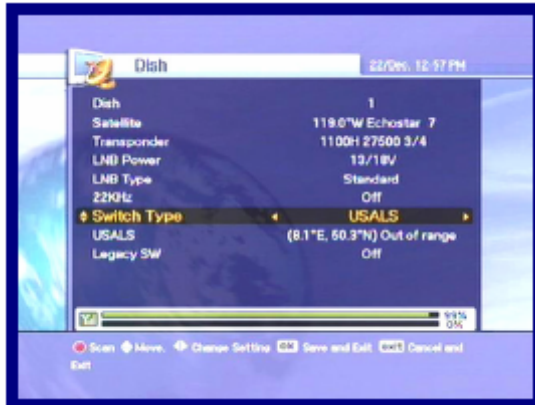 Dish 22/Dec. 12:57 PM
Dish 1
Satellite 119.0°W Echostar 7
Transponder 1100H 27500 3/4
LNB Power 13/18V
LNB Type Standard
22KHz Off
Switch Type USALS
USALS (8.1°E, 50.3°N) Out of range
Legacy SW Off
99%
0%
Scan Move. Change Setting OK Save and Exit exit Cancel and
Exit